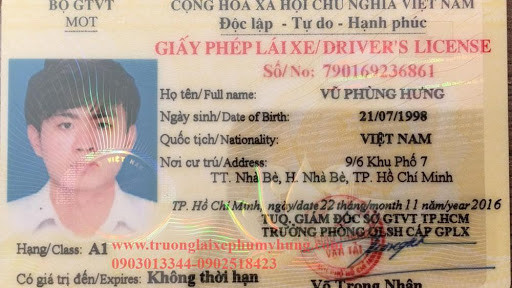 BỘ GTVT
MOT
CỘNG HÒA XÃ HỘI CHỦ NGHĨA VIỆT NAM
Độc lập - Tự do - Hạnh phúc
GIẤY PHÉP LÁI XE/ DRIVER'S LICENSE
Số/ No: 790169236861
Họ tên/ Full name: VŨ PHÙNG HƯNG
Ngày sinh/Date of Birth: 21/07/1998
Quốc tịch/Nationality: VIỆT NAM
Nơi cư trú/Address: 9/6 Khu Phố 7
TT. Nhà Bè, H. Nhà Bè, TP. Hồ Chí Minh
VIỆT NAM
TP. Hồ Chí Minh, ngày/date 22 tháng/month 11 năm/year 2016
TUQ. GIÁM ĐỐC SỞ GTVT TP.HCM
TRƯỞNG PHÒNG QLSH CẤP GPLX
Hạng/Class: A1
www.truonglaixephumyhung
0903013344-0902518423
VẬN TẢI
Có giá trị đến/Expires: Không thời hạn
Võ Trọng Nhân